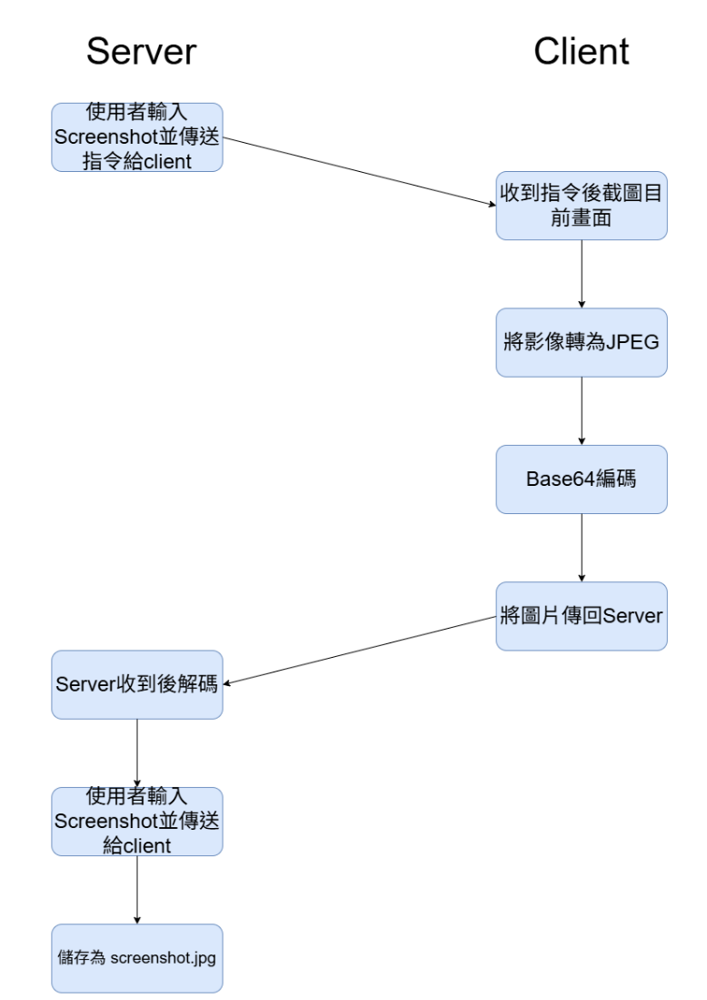 Server
Client
使用者輸入
Screenshot並傳送
指令給client
收到指令後截圖目
前畫面
將影像轉為JPEG
Base64編碼
將圖片傳回Server
Server收到後解碼
使用者輸入
Screenshot並傳送
給client
儲存為 screenshot.jpg